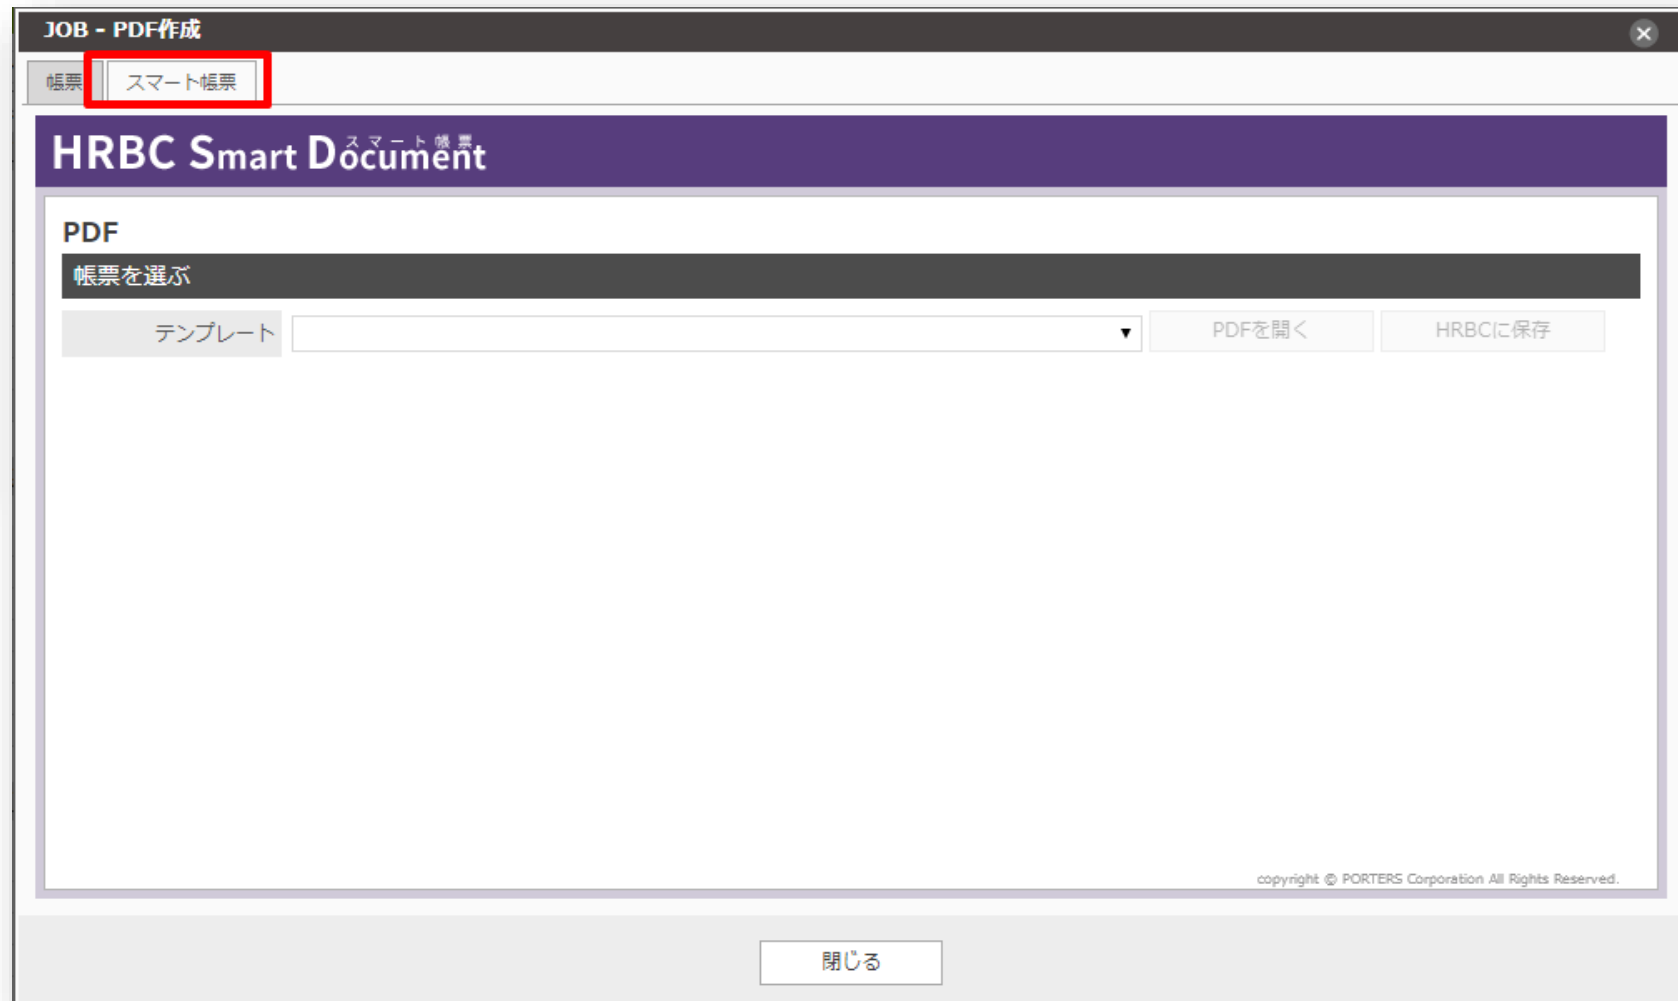 JOB - PDF作成
帳票 スマート帳票
スマート帳票
HRBC Smart Document
PDF
帳票を選ぶ
テンプレート ▼ PDFを開く HRBCに保存
copyright © PORTERS Corporation All Rights Reserved.
閉じる